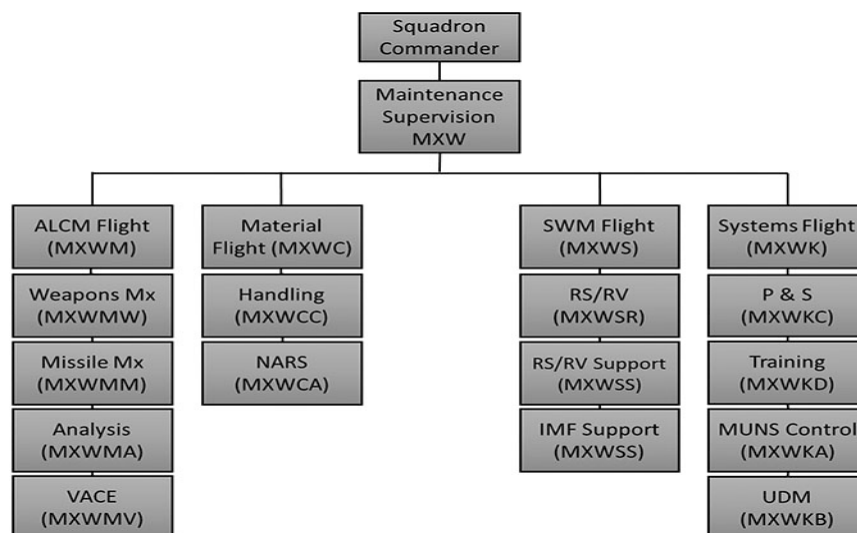 Squadron
Commander
Maintenance
Supervision
MXW
ALCM Flight
(MXWM)
Weapons Mx
(MXWMW)
Missile Mx
(MXWMM)
Analysis
(MXWMA)
VACE
(MXWMV)
Material
Flight (MXWC)
Handling
(MXWCC)
NARS
(MXWCA)
SWM Flight
(MXWS)
RS/RV
(MXWSR)
RS/RV Support
(MXWSS)
IMF Support
(MXWSS)
Systems Flight
(MXWK)
P & S
(MXWKC)
Training
(MXWKD)
MUNS Control
(MXWKA)
UDM
(MXWKB)